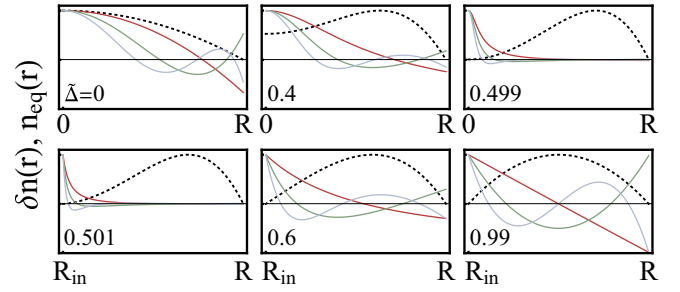 δn(r), n_eq(r)
Δ̃=0
0.4
0.499
0 R
0 R
0 R
0.501
0.6
0.99
R_in R
R_in R
R_in R